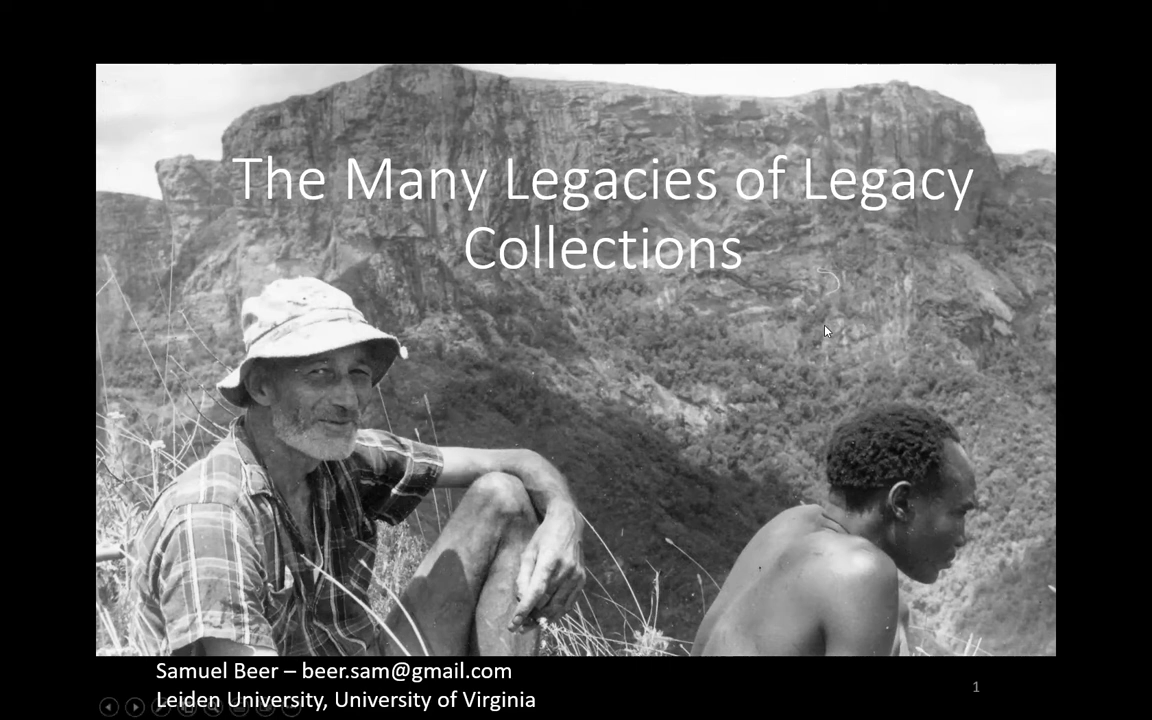 The Many Legacies of Legacy
Collections
Samuel Beer – beer.sam@gmail.com
Leiden University, University of Virginia
1